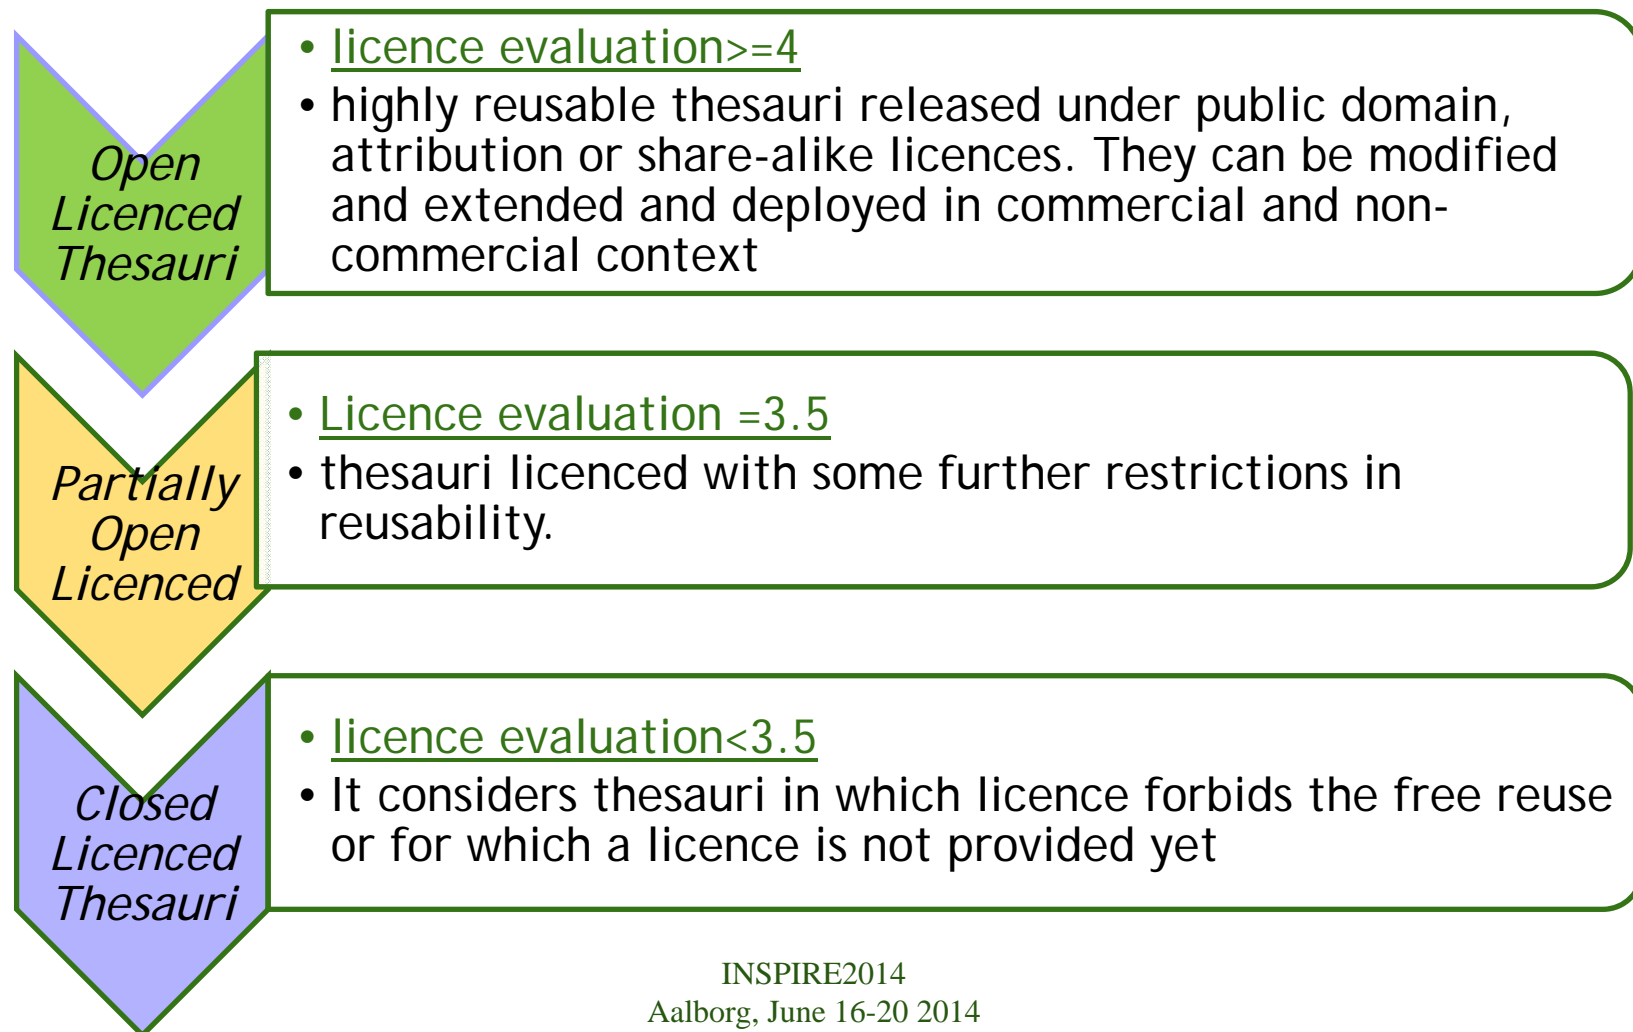 Open
Licenced
Thesauri
• licence evaluation>=4
• highly reusable thesauri released under public domain,
attribution or share-alike licences. They can be modified
and extended and deployed in commercial and non-
commercial context
Partially
Open
Licenced
• Licence evaluation =3.5
• thesauri licenced with some further restrictions in
reusability.
Closed
Licenced
Thesauri
• licence evaluation<3.5
• It considers thesauri in which licence forbids the free reuse
or for which a licence is not provided yet
INSPIRE2014
Aalborg, June 16-20 2014